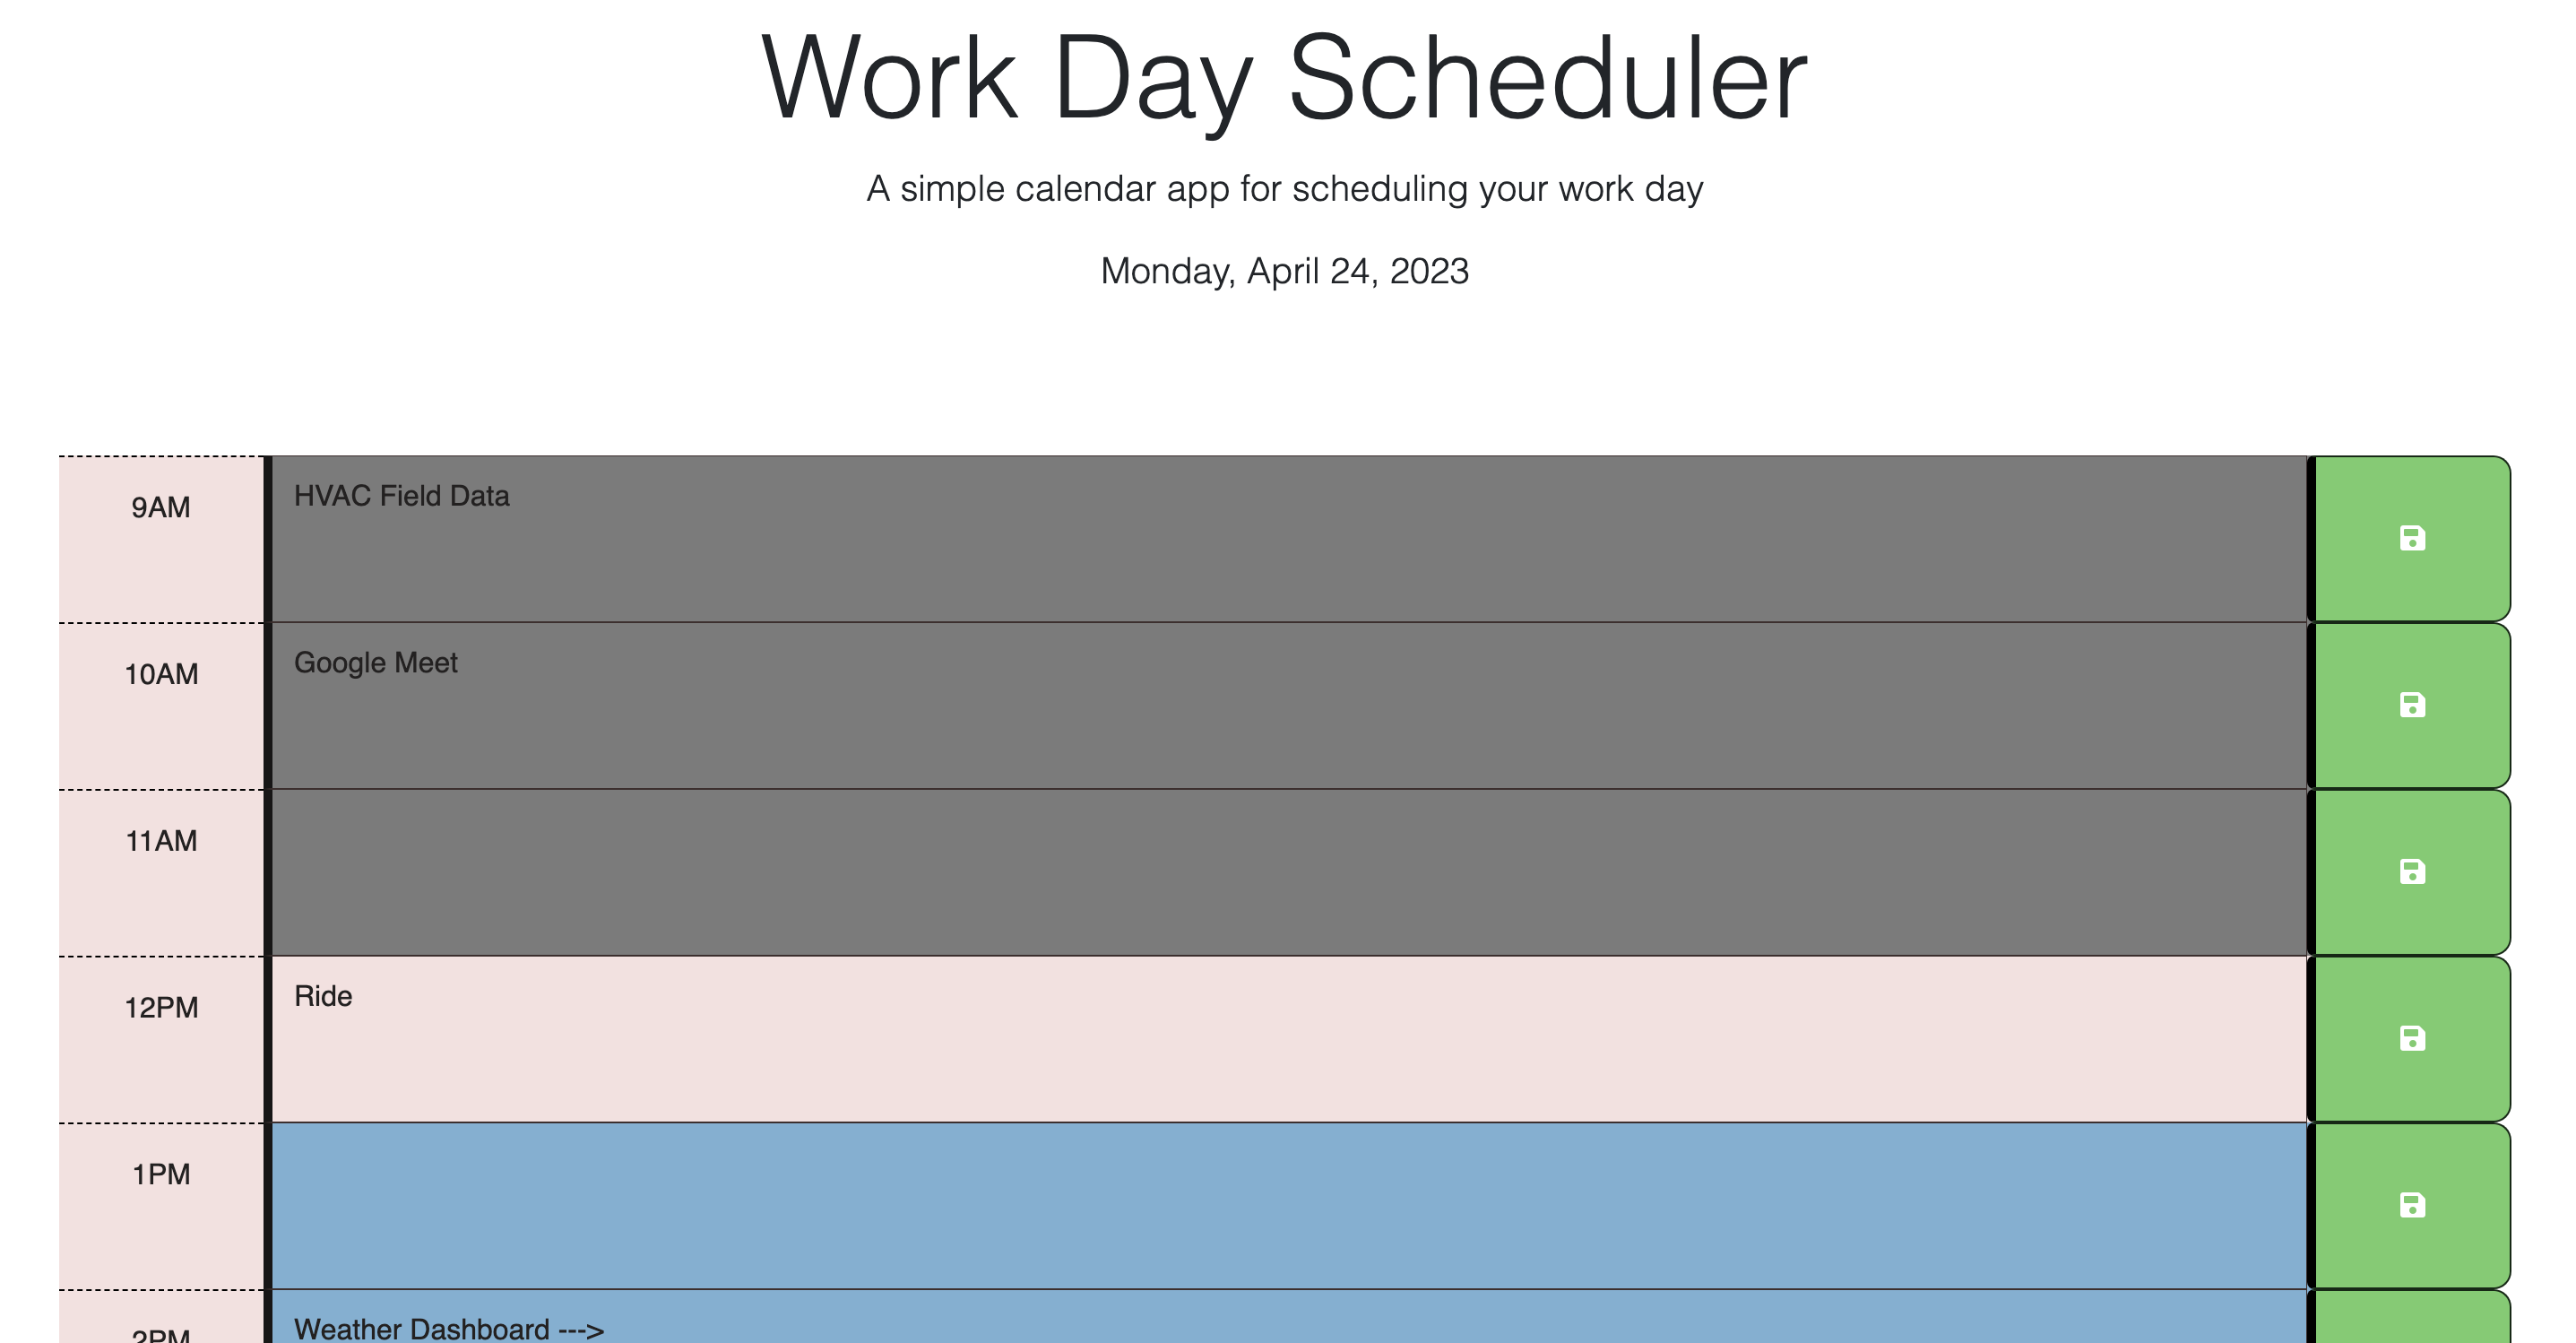 Work Day Scheduler
A simple calendar app for scheduling your work day
Monday, April 24, 2023
9AM
HVAC Field Data
10AM
Google Meet
11AM
12PM
Ride
1PM
2PM
Weather Dashboard --->